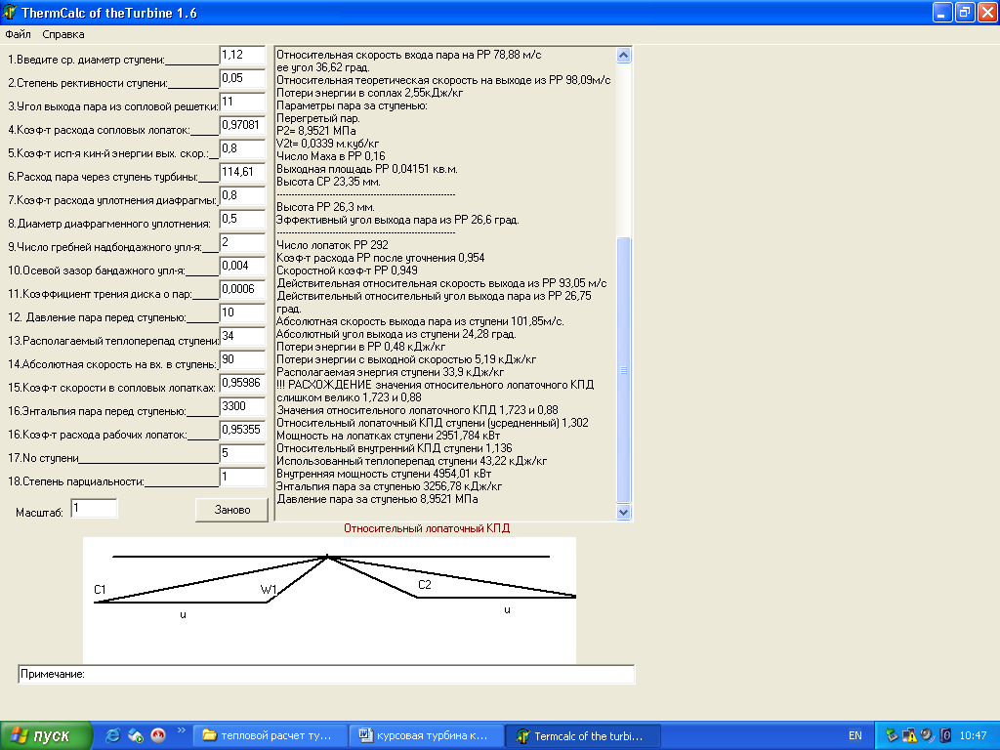 ThermCalc of theTurbine 1.6
Файл Справка
1.Введите ср. диаметр ступени:__________ 1,12
2.Степень рективности ступени:_________ 0,05
3.Угол выхода пара из сопловой решетки: 11
4.Коэф-т расхода сопловых лопаток:_____ 0,97081
5.Коэф-т исп-я кин-й энергии вых. скор.:__ 0,8
6.Расход пара через ступень турбины:____ 114,61
7.Коэф-т расхода уплотнения диафрагмы: 0,8
8.Диаметр диафрагменного уплотнения: 0,5
9.Число гребней надбондажного упл-я:___ 2
10.Осевой зазор бандажного упл-я:______ 0,004
11.Коэффициент трения диска о пар:_____ 0,0006
12. Давление пара перед ступенью:______ 10
13.Располагаемый теплоперепад ступени: 34
14.Абсолютная скорость на вх. в ступень: 90
15.Коэф-т скорости в сопловых лопатках: 0,95986
16.Энтальпия пара перед ступенью:______ 3300
16.Коэф-т расхода рабочих лопаток:______ 0,95355
17.No ступени________________________ 5
18.Степень парциальности:_____________ 1
Масштаб: 1
Заново
Относительная скорость входа пара на РР 78,88 м/с
ее угол 36,62 град.
Относительная теоретическая скорость на выходе из РР 98,09м/с
Потери энергии в соплах 2,55кДж/кг
Параметры пара за ступенью:
Перегретый пар.
P2= 8,9521 МПа
V2t= 0,0339 м.куб/кг
Число Маха в РР 0,16
Выходная площадь РР 0,04151 кв.м.
Высота СР 23,35 мм.
-------------------------------------------------------------
Высота РР 26,3 мм.
Эффективный угол выхода пара из РР 26,6 град.
-------------------------------------------------------------
Число лопаток РР 292
Коэф-т расхода РР после уточнения 0,954
Скоростной коэф-т РР 0,949
Действительная относительная скорость выхода из РР 93,05 м/с
Действительный относительный угол выхода пара из РР 26,75
град.
Абсолютная скорость выхода пара из ступени 101,85м/с.
Абсолютный угол выхода из ступени 24,28 град.
Потери энергии в РР 0,48 кДж/кг
Потери энергии с выходной скоростью 5,19 кДж/кг
Располагаемая энергия ступени 33,9 кДж/кг
!!! РАСХОЖДЕНИЕ значения относительного лопаточного КПД
слишком велико 1,723 и 0,88
Значения относительного лопаточного КПД 1,723 и 0,88
Относительный лопаточный КПД ступени (усредненный) 1,302
Мощность на лопатках ступени 2951,784 кВт
Относительный внутренний КПД ступени 1,136
Использованный теплоперепад ступени 43,22 кДж/кг
Внутренняя мощность ступени 4954,01 кВт
Энтальпия пара за ступенью 3256,78 кДж/кг
Давление пара за ступенью 8,9521 МПа
Относительный лопаточный КПД
C1 W1 C2
u u
Примечание:
пуск » тепловой расчет ту... курсовая турбина к... Termcalc of the turbi... EN 10:47